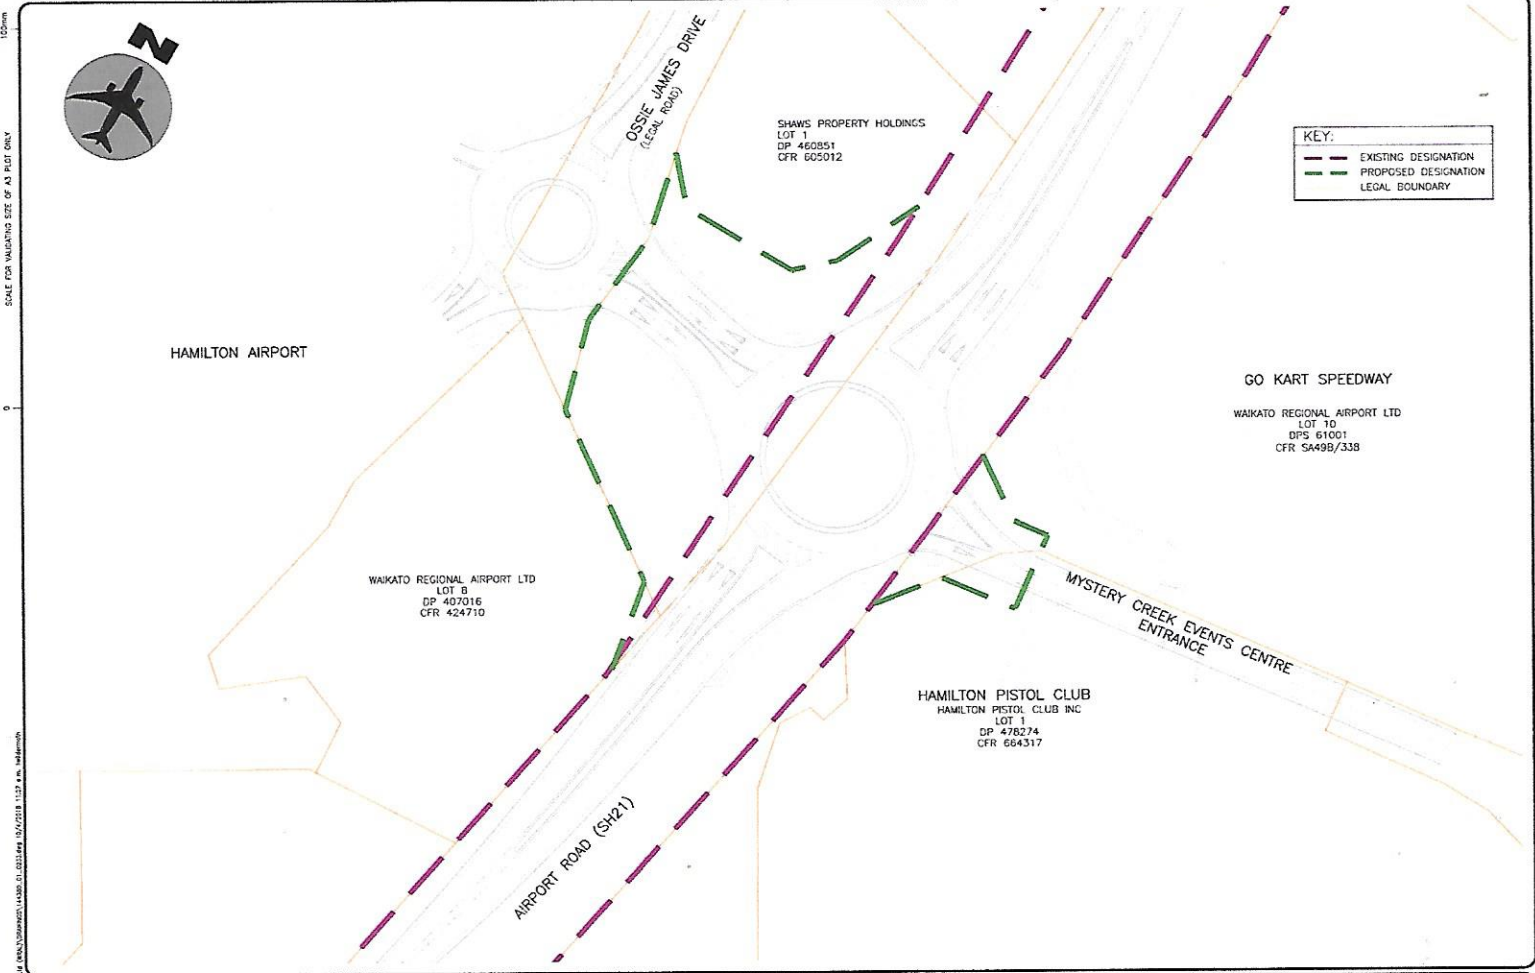 100mm
SCALE FOR VALIDATING SIZE OF A3 PLOT ONLY
0
N
OSSIE JAMES DRIVE
(LEGAL ROAD)
SHAWS PROPERTY HOLDINGS
LOT 1
DP 460851
CFR 605012
KEY:
EXISTING DESIGNATION
PROPOSED DESIGNATION
LEGAL BOUNDARY
HAMILTON AIRPORT
GO KART SPEEDWAY
WAIKATO REGIONAL AIRPORT LTD
LOT 10
DPS 61001
CFR SA49B/338
WAIKATO REGIONAL AIRPORT LTD
LOT 8
DP 407016
CFR 424710
MYSTERY CREEK EVENTS CENTRE
ENTRANCE
HAMILTON PISTOL CLUB
HAMILTON PISTOL CLUB INC
LOT 1
DP 478274
CFR 664317
AIRPORT ROAD (SH21)